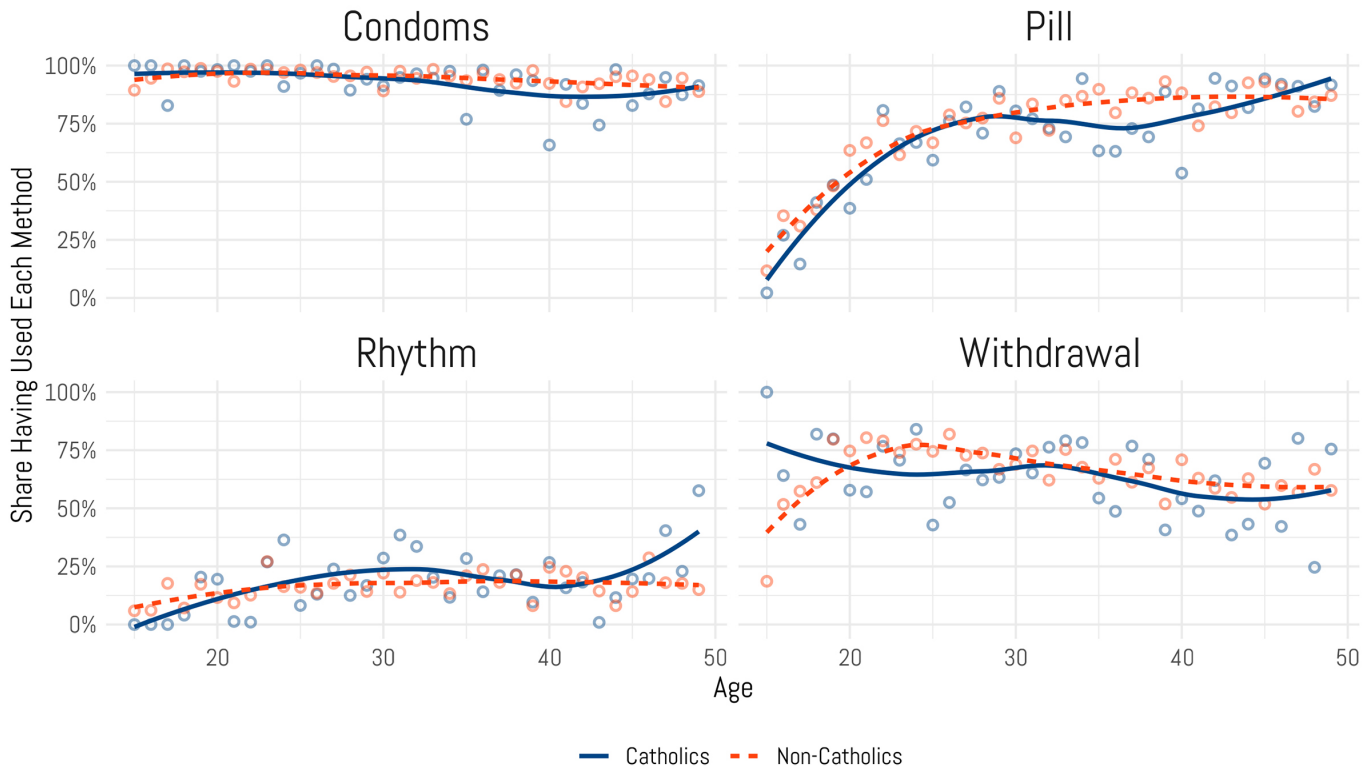 Condoms
Pill
Share Having Used Each Method
100%
75%
50%
25%
0%
Rhythm
Withdrawal
100%
75%
50%
25%
0%
20 30 40 50
20 30 40 50
Age
Catholics Non-Catholics